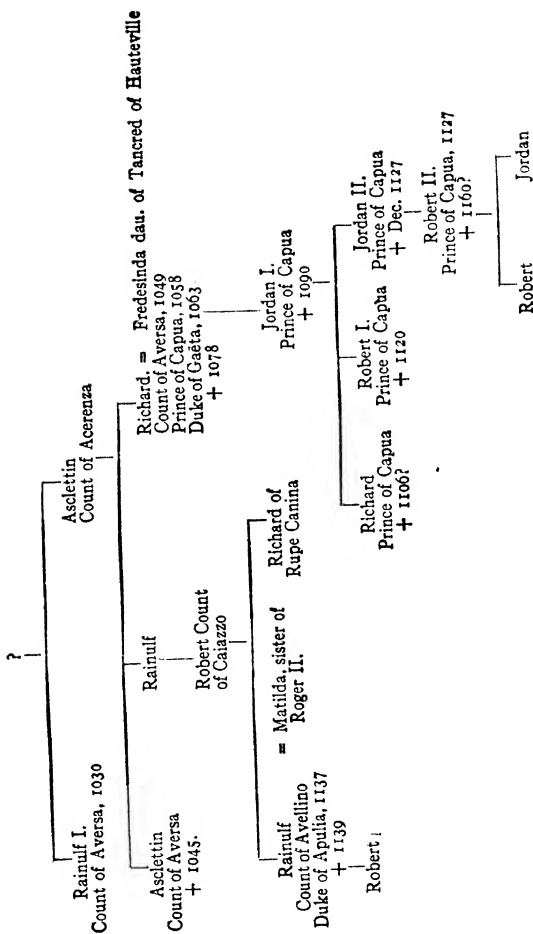 ?
Rainulf I.
Count of Aversa, 1030
Asclettin
Count of Acerenza
Asclettin
Count of Aversa
+ 1045.
Rainulf
Richard. = Fredesinda dau. of Tancred of Hauteville
Count of Aversa, 1049
Prince of Capua, 1058
Duke of Gaëta, 1063
+ 1078
Robert Count
of Caiazzo
Jordan I.
Prince of Capua
+ 1090
Rainulf
Count of Avellino
Duke of Apulia, 1137
+ 1139
= Matilda, sister of
Roger II.
Richard of
Rupe Canina
Richard
Prince of Capua
+ 1106?
Robert I.
Prince of Capua
+ 1120
Jordan II.
Prince of Capua
+ Dec. 1127
Robert
Robert II.
Prince of Capua, 1127
+ 1160?
Robert
Jordan